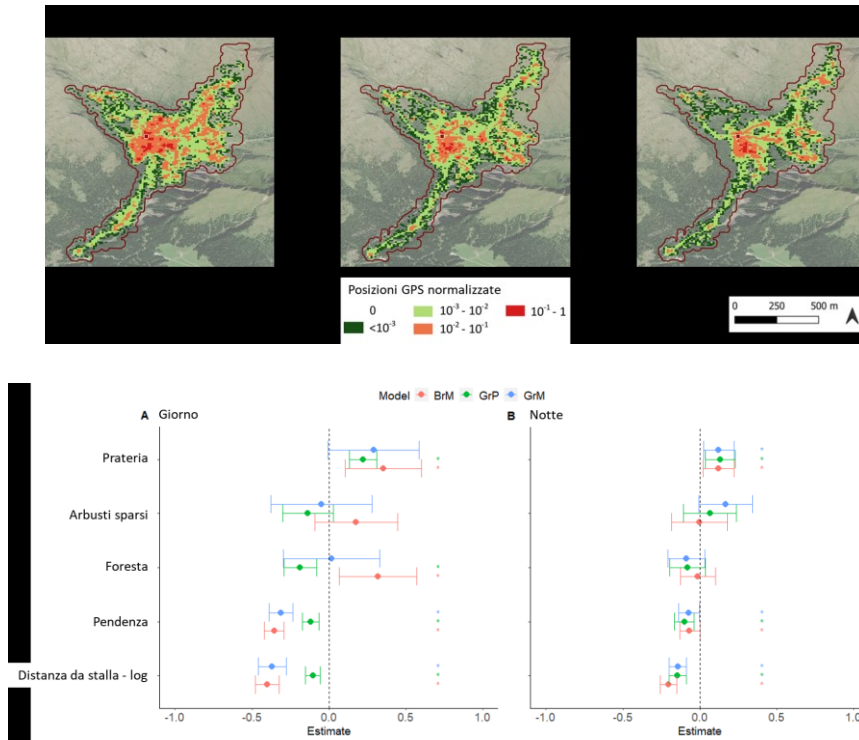 Posizioni GPS normalizzate
0
<10⁻³
10⁻³ - 10⁻²
10⁻² - 10⁻¹
10⁻¹ - 1
0 250 500 m
Model BrM GrP GrM
A Giorno
B Notte
Prateria
Arbusti sparsi
Foresta
Pendenza
Distanza da stalla - log
-1.0 -0.5 0.0 0.5 1.0
Estimate
-1.0 -0.5 0.0 0.5 1.0
Estimate